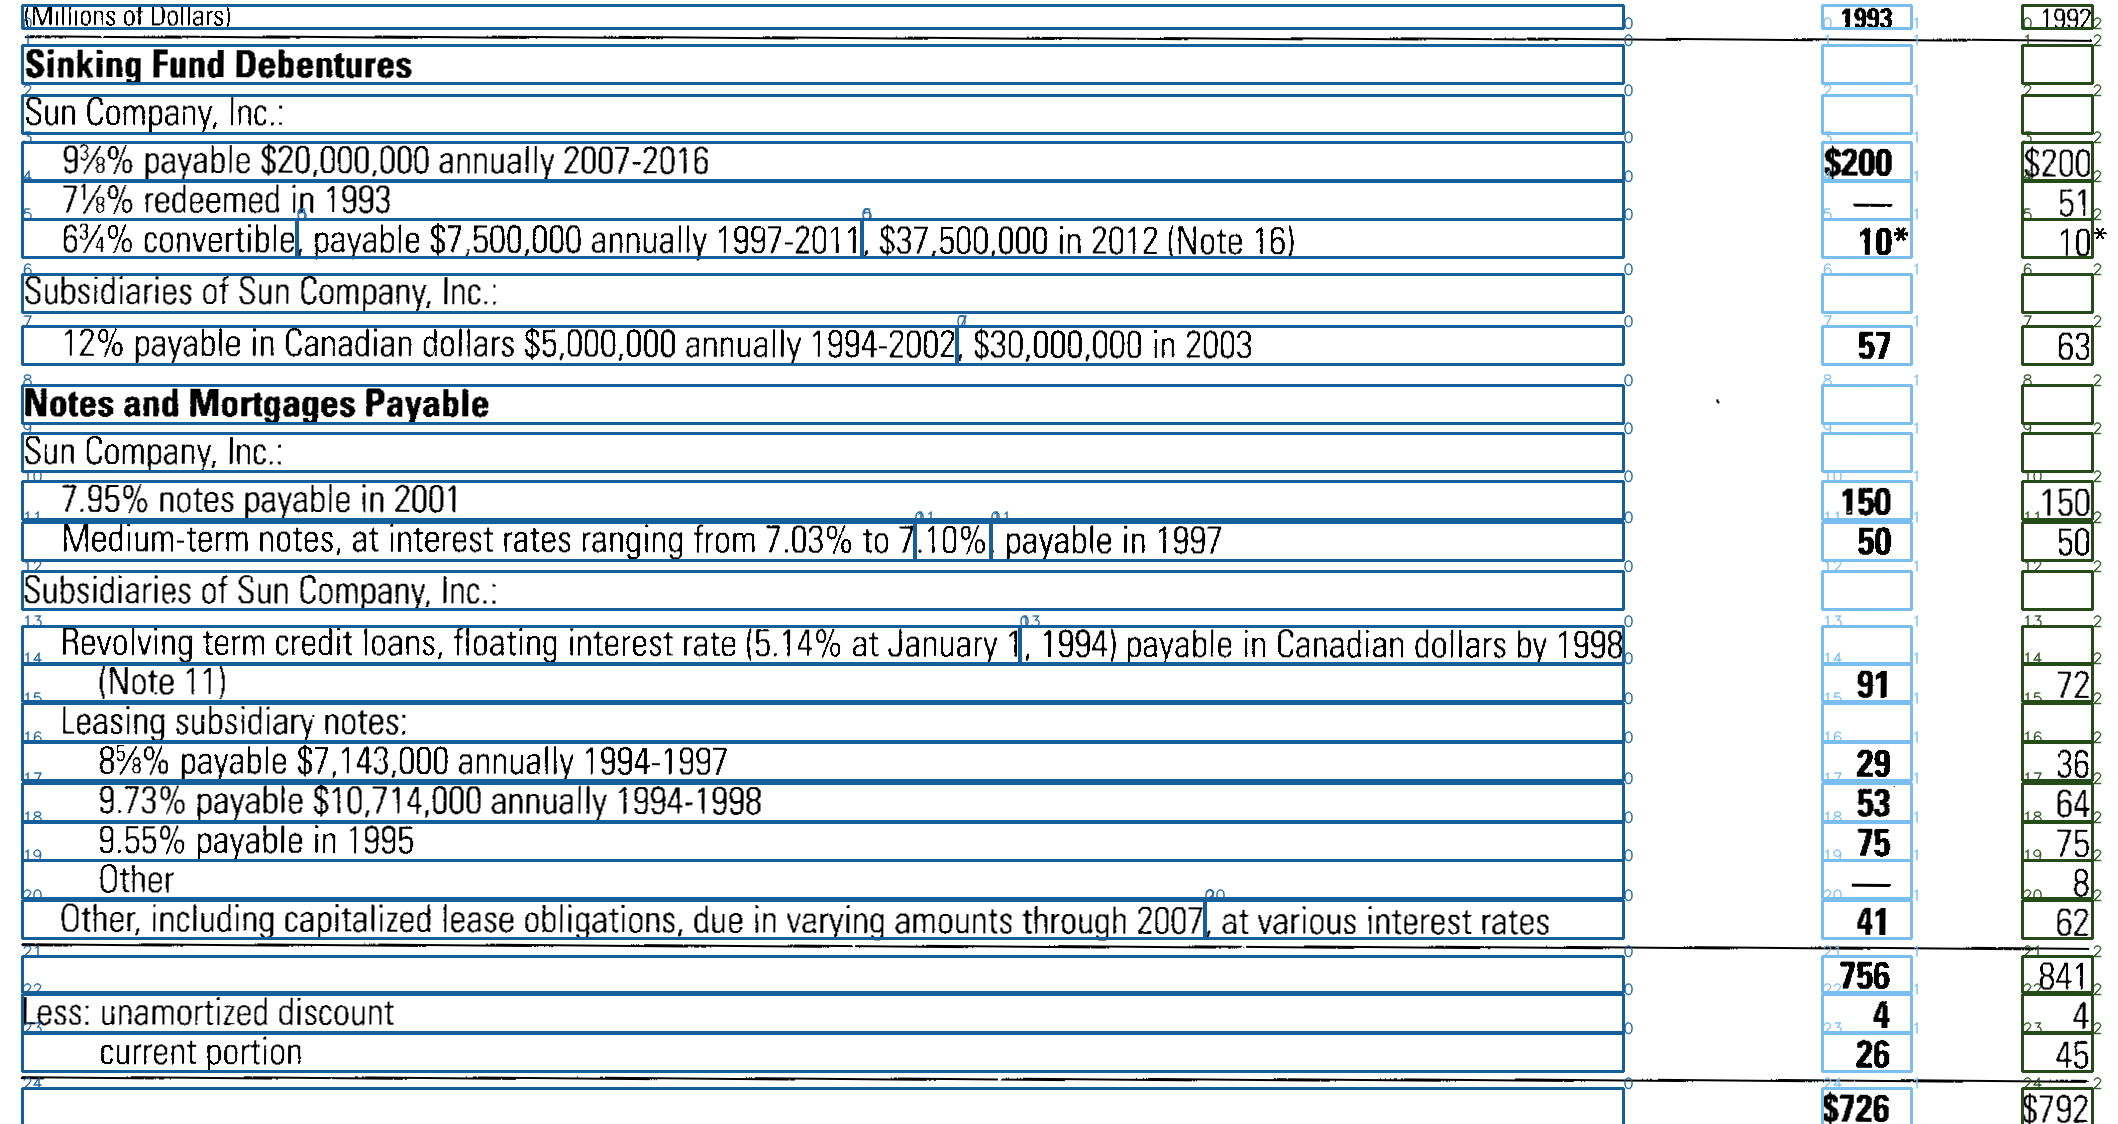 (Millions of Dollars) 1993 1992
Sinking Fund Debentures
Sun Company, Inc.:
9⅜% payable $20,000,000 annually 2007-2016 $200 $200
7⅛% redeemed in 1993 — 51
6¾% convertible, payable $7,500,000 annually 1997-2011, $37,500,000 in 2012 (Note 16) 10* 10*
Subsidiaries of Sun Company, Inc.:
12% payable in Canadian dollars $5,000,000 annually 1994-2002, $30,000,000 in 2003 57 63
Notes and Mortgages Payable
Sun Company, Inc.:
7.95% notes payable in 2001 150 150
Medium-term notes, at interest rates ranging from 7.03% to 7.10%, payable in 1997 50 50
Subsidiaries of Sun Company, Inc.:
Revolving term credit loans, floating interest rate (5.14% at January 1, 1994) payable in Canadian dollars by 1998
(Note 11) 91 72
Leasing subsidiary notes:
8⅝% payable $7,143,000 annually 1994-1997 29 36
9.73% payable $10,714,000 annually 1994-1998 53 64
9.55% payable in 1995 75 75
Other — 8
Other, including capitalized lease obligations, due in varying amounts through 2007, at various interest rates 41 62
756 841
Less: unamortized discount 4 4
current portion 26 45
$726 $792